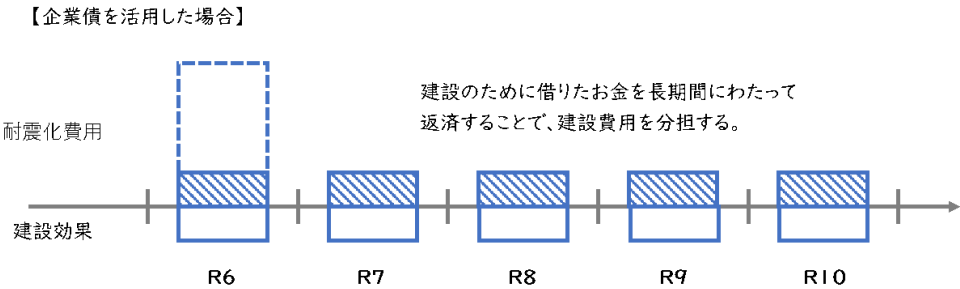 【企業債を活用した場合】
建設のために借りたお金を長期間にわたって
返済することで、建設費用を分担する。
耐震化費用
建設効果
R6 R7 R8 R9 R10